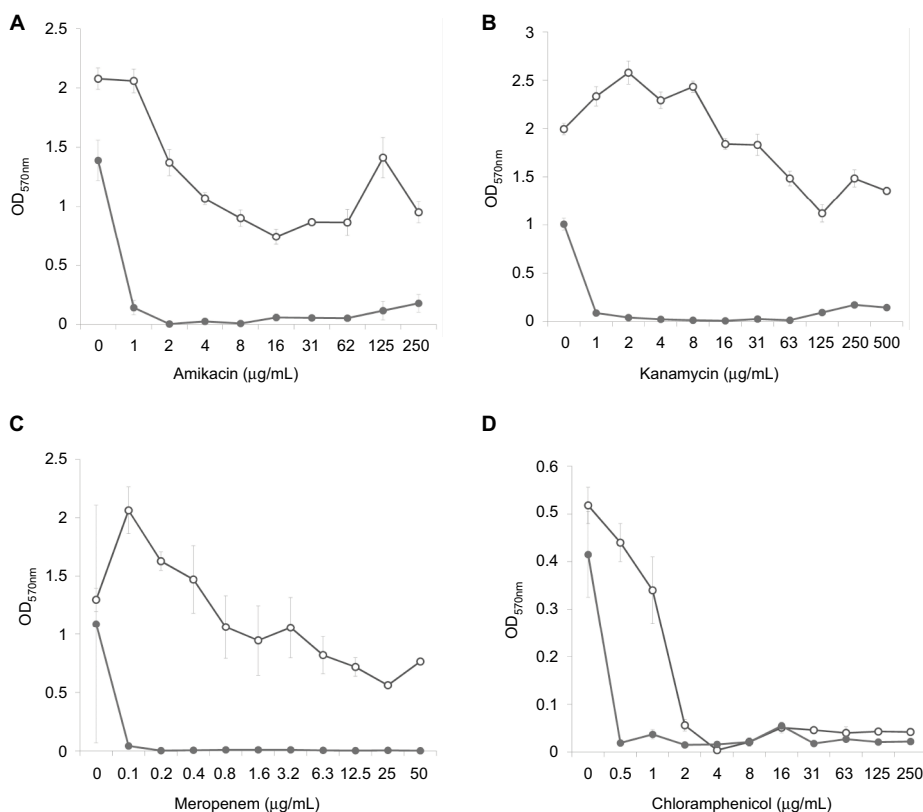 A
2.5
2
1.5
1
0.5
0
OD570nm
0 1 2 4 8 16 31 62 125 250
Amikacin (μg/mL)
B
3
2.5
2
1.5
1
0.5
0
OD570nm
0 1 2 4 8 16 31 63 125 250 500
Kanamycin (μg/mL)
C
2.5
2
1.5
1
0.5
0
OD570nm
0 0.1 0.2 0.4 0.8 1.6 3.2 6.3 12.5 25 50
Meropenem (μg/mL)
D
0.6
0.5
0.4
0.3
0.2
0.1
0
OD570nm
0 0.5 1 2 4 8 16 31 63 125 250
Chloramphenicol (μg/mL)